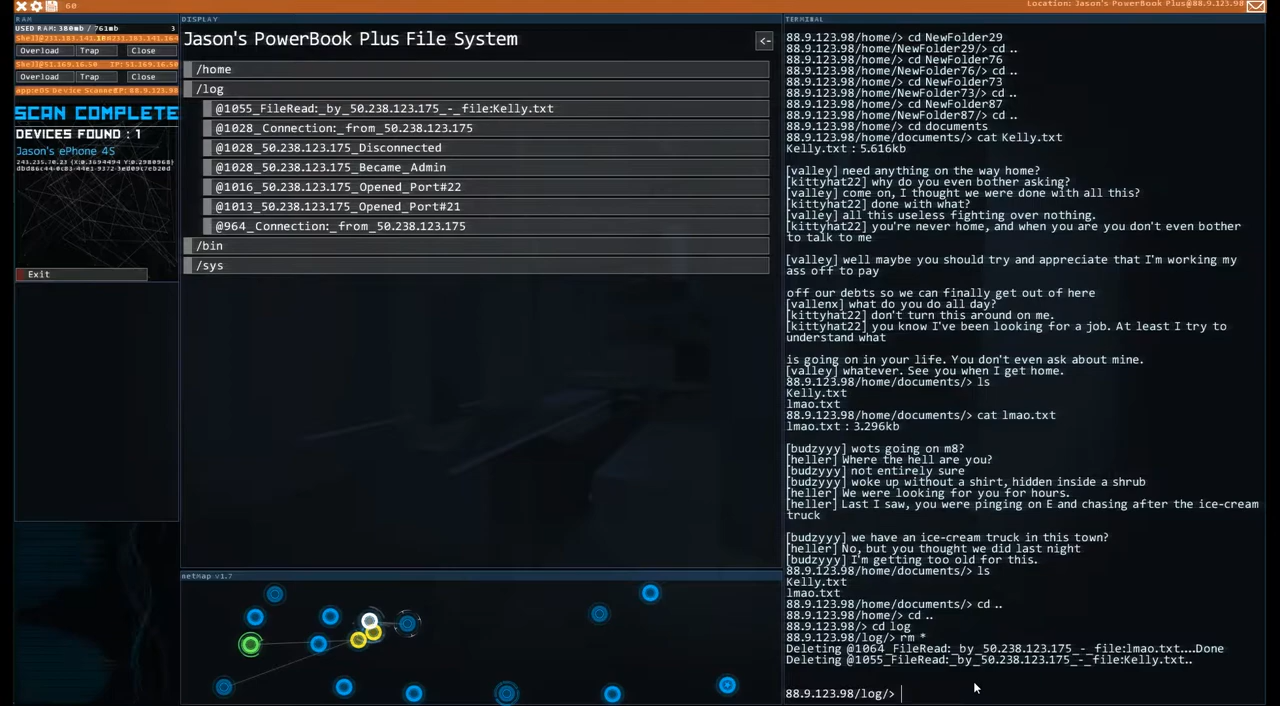 60
Location: Jason's PowerBook Plus@88.9.123.98
RAM
USED RAM: 380mb / 761mb 3
Overload Trap Close
Shell@51.169.16.50 IP: 51.169.16.50
Overload Trap Close
SCAN COMPLETE
DEVICES FOUND : 1
Jason's ePhone 4S
Exit
DISPLAY
Jason's PowerBook Plus File System
<-
/home
/log
@1055_FileRead:_by_50.238.123.175_-_file:Kelly.txt
@1028_Connection:_from_50.238.123.175
@1028_50.238.123.175_Disconnected
@1028_50.238.123.175_Became_Admin
@1016_50.238.123.175_Opened_Port#22
@1013_50.238.123.175_Opened_Port#21
@964_Connection:_from_50.238.123.175
/bin
/sys
netMap v1.7
TERMINAL
88.9.123.98/home/> cd NewFolder29
88.9.123.98/home/NewFolder29/> cd ..
88.9.123.98/home/> cd NewFolder76
88.9.123.98/home/NewFolder76/> cd ..
88.9.123.98/home/> cd NewFolder73
88.9.123.98/home/NewFolder73/> cd ..
88.9.123.98/home/> cd NewFolder87
88.9.123.98/home/NewFolder87/> cd ..
88.9.123.98/home/> cd documents
88.9.123.98/home/documents/> cat Kelly.txt
Kelly.txt : 5.616kb
[valley] need anything on the way home?
[kittyhat22] why do you even bother asking?
[valley] come on, I thought we were done with all this?
[kittyhat22] done with what?
[valley] all this useless fighting over nothing.
[kittyhat22] you're never home, and when you are you don't even bother
to talk to me
[valley] well maybe you should try and appreciate that I'm working my
ass off to pay
off our debts so we can finally get out of here
[vallenx] what do you do all day?
[kittyhat22] don't turn this around on me.
[kittyhat22] you know I've been looking for a job. At least I try to
understand what
is going on in your life. You don't even ask about mine.
[valley] whatever. See you when I get home.
88.9.123.98/home/documents/> ls
Kelly.txt
lmao.txt
88.9.123.98/home/documents/> cat lmao.txt
lmao.txt : 3.296kb
[budzyyy] wots going on m8?
[heller] Where the hell are you?
[budzyyy] not entirely sure
[budzyyy] woke up without a shirt, hidden inside a shrub
[heller] We were looking for you for hours.
[heller] Last I saw, you were pinging on E and chasing after the ice-cream
truck
[budzyyy] we have an ice-cream truck in this town?
[heller] No, but you thought we did last night
[budzyyy] I'm getting too old for this.
88.9.123.98/home/documents/> ls
Kelly.txt
lmao.txt
88.9.123.98/home/documents/> cd ..
88.9.123.98/home/> cd ..
88.9.123.98/> cd log
88.9.123.98/log/> rm *
Deleting @1064_FileRead:_by_50.238.123.175_-_file:lmao.txt....Done
Deleting @1055_FileRead:_by_50.238.123.175_-_file:Kelly.txt..
88.9.123.98/log/>